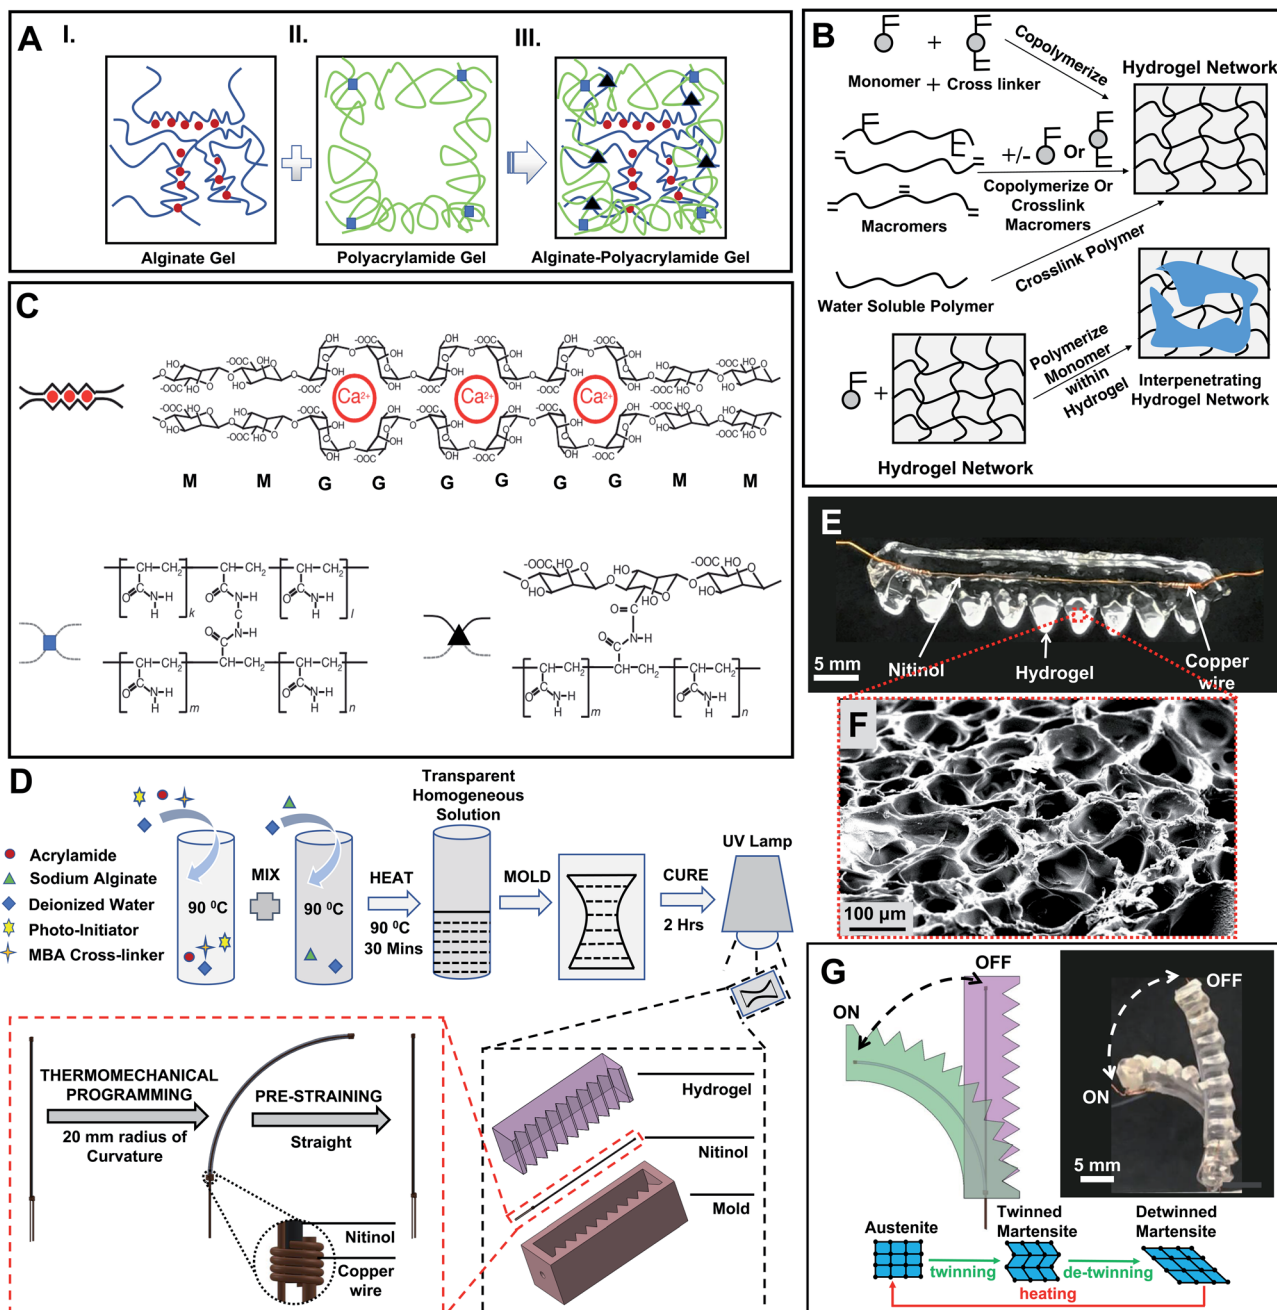 A
I.
II.
III.
Alginate Gel
Polyacrylamide Gel
Alginate-Polyacrylamide Gel
B
+
Copolymerize
Monomer + Cross linker
Hydrogel Network
+/-
Or
Copolymerize Or
Crosslink
Macromers
Macromers
Crosslink Polymer
Water Soluble Polymer
+
Polymerize
Monomer
within
Hydrogel
Interpenetrating
Hydrogel Network
Hydrogel Network
C
Ca2+ Ca2+ Ca2+
M M G G G G G G M M
k
l
m
n
m
n
D
Transparent
Homogeneous
Solution
UV Lamp
Acrylamide
Sodium Alginate
Deionized Water
Photo-Initiator
MBA Cross-linker
90 ⁰C
MIX
90 ⁰C
HEAT
90 ⁰C
30 Mins
MOLD
CURE
2 Hrs
THERMOMECHANICAL
PROGRAMMING
20 mm radius of
Curvature
PRE-STRAINING
Straight
Nitinol
Copper
wire
Hydrogel
Nitinol
Mold
E
5 mm
Nitinol
Hydrogel
Copper
wire
F
100 µm
G
OFF
ON
OFF
ON
5 mm
Austenite
Twinned
Martensite
Detwinned
Martensite
twinning
de-twinning
heating